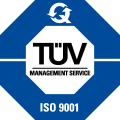 TÜV
MANAGEMENT SERVICE
ISO 9001